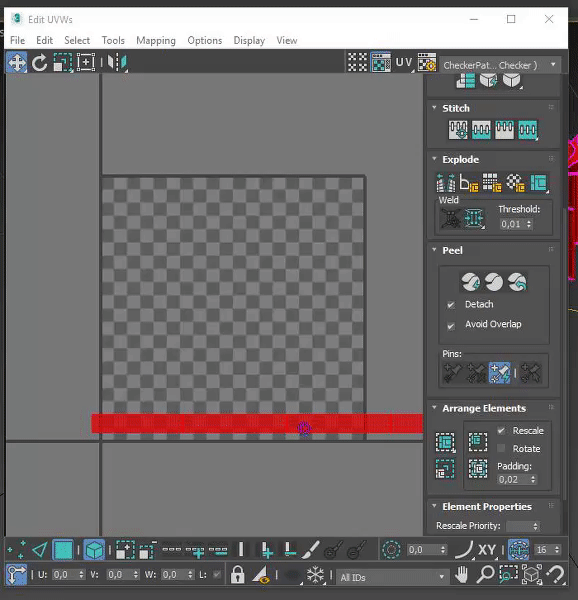 3 Edit UVWs
File Edit Select Tools Mapping Options Display View
UV CheckerPat... Checker )
Stitch
Explode
Weld
Threshold:
0,01
Peel
Detach
Avoid Overlap
Pins:
Arrange Elements
Rescale
Rotate
Padding:
0,02
Element Properties
Rescale Priority:
0,0 XY 16
U: 0,0 V: 0,0 W: 0,0 L: All IDs